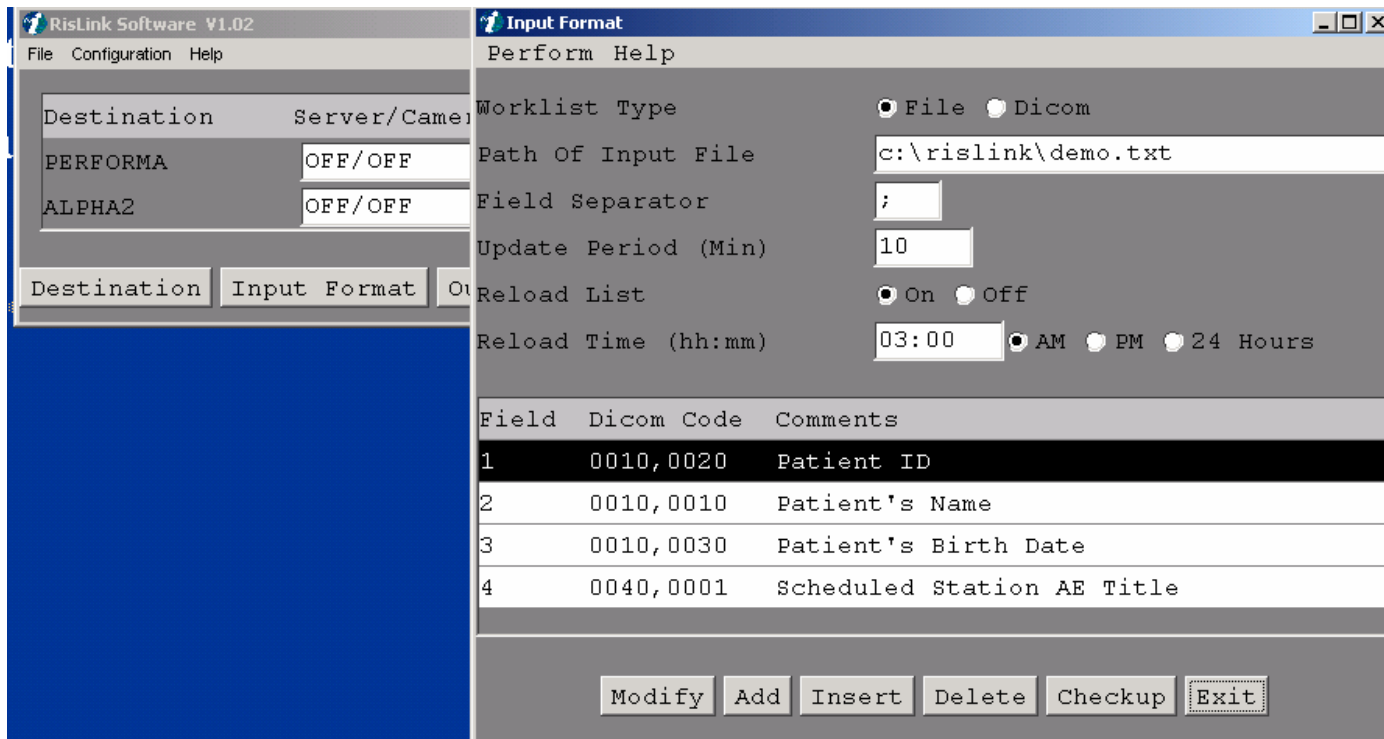 RisLink Software V1.02
File Configuration Help
Destination Server/Camer
PERFORMA OFF/OFF
ALPHA2 OFF/OFF
Destination Input Format
Input Format
Perform Help
Worklist Type File Dicom
Path Of Input File c:\rislink\demo.txt
Field Separator ;
Update Period (Min) 10
Reload List On Off
Reload Time (hh:mm) 03:00 AM PM 24 Hours
Field Dicom Code Comments
1 0010,0020 Patient ID
2 0010,0010 Patient's Name
3 0010,0030 Patient's Birth Date
4 0040,0001 Scheduled Station AE Title
Modify Add Insert Delete Checkup Exit